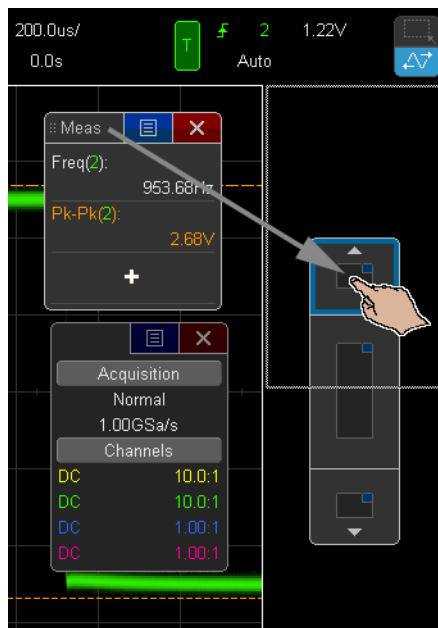 200.0us/ 2 1.22V
T
0.0s Auto
Meas
Freq(2):
953.68Hz
Pk-Pk(2):
2.68V
+
Acquisition
Normal
1.00GSa/s
Channels
DC 10.0:1
DC 10.0:1
DC 1.00:1
DC 1.00:1